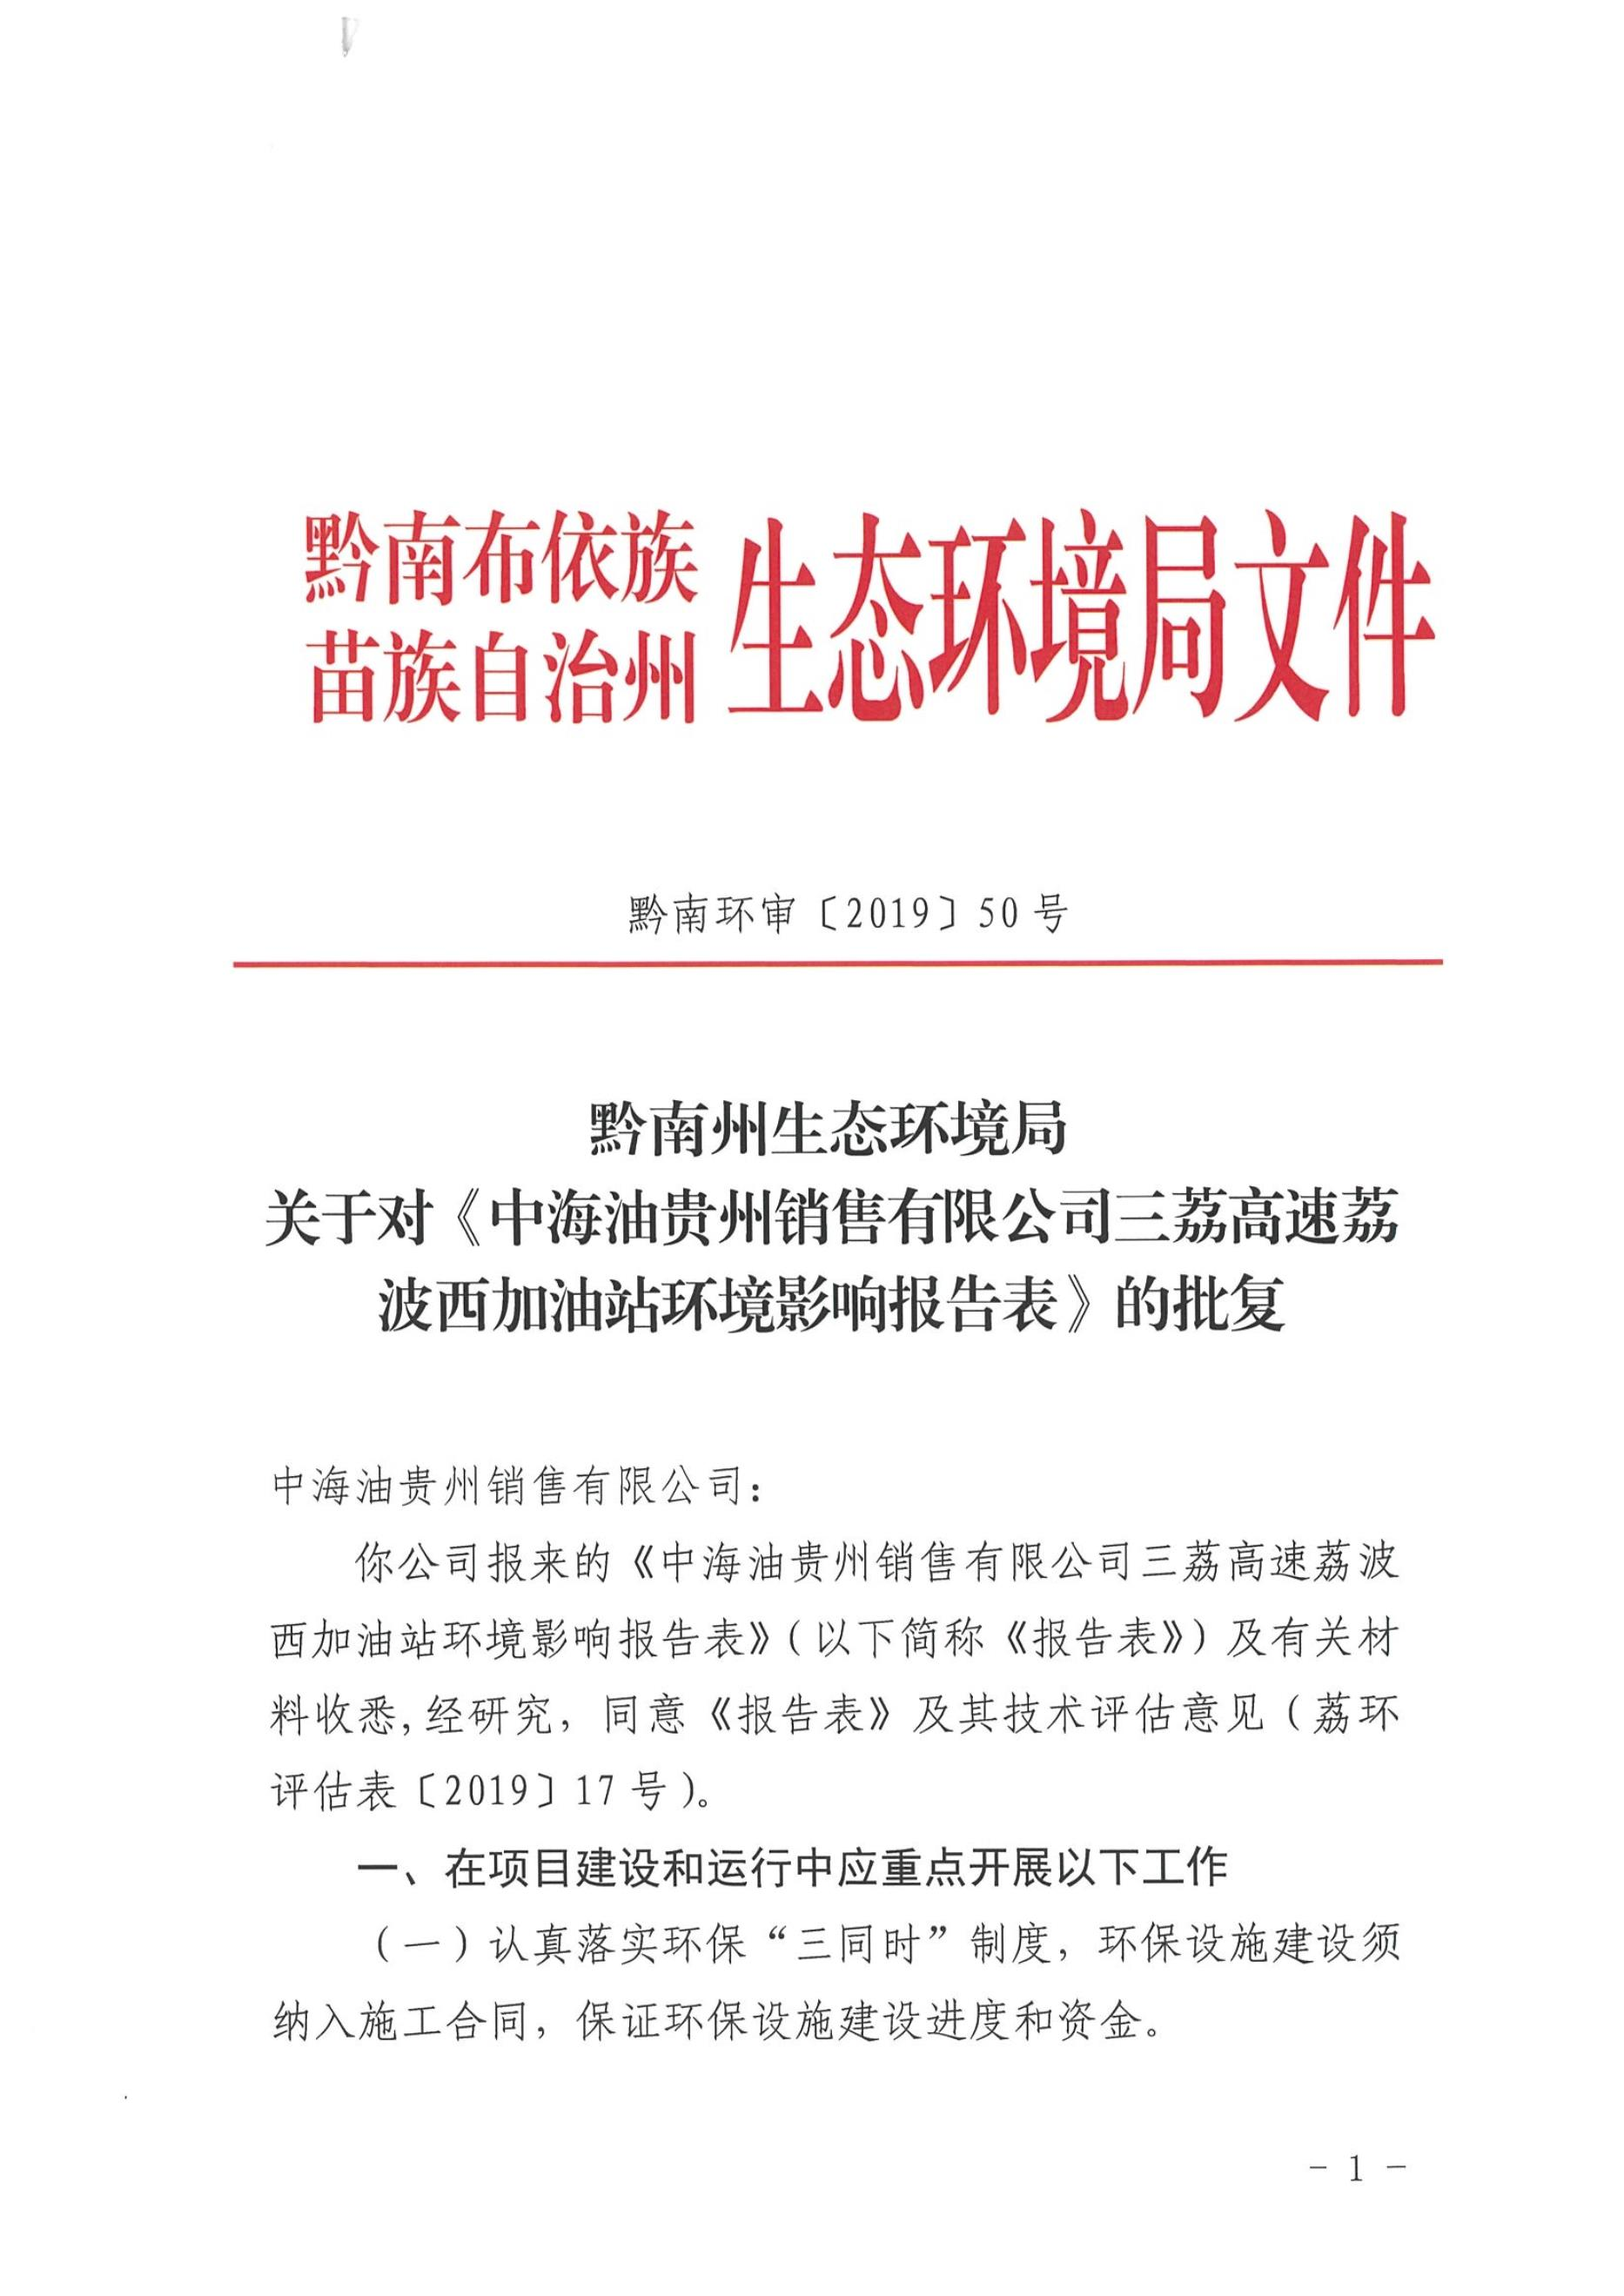 黔南布依族
苗族自治州
生态环境局文件
黔南环审〔2019〕50 号
黔南州生态环境局
关于对《中海油贵州销售有限公司三荔高速荔
波西加油站环境影响报告表》的批复
中海油贵州销售有限公司：
你公司报来的《中海油贵州销售有限公司三荔高速荔波
西加油站环境影响报告表》（以下简称《报告表》）及有关材
料收悉,经研究，同意《报告表》及其技术评估意见（荔环
评估表〔2019〕17 号）。
一、在项目建设和运行中应重点开展以下工作
（一）认真落实环保“三同时”制度，环保设施建设须
纳入施工合同，保证环保设施建设进度和资金。
- 1 -